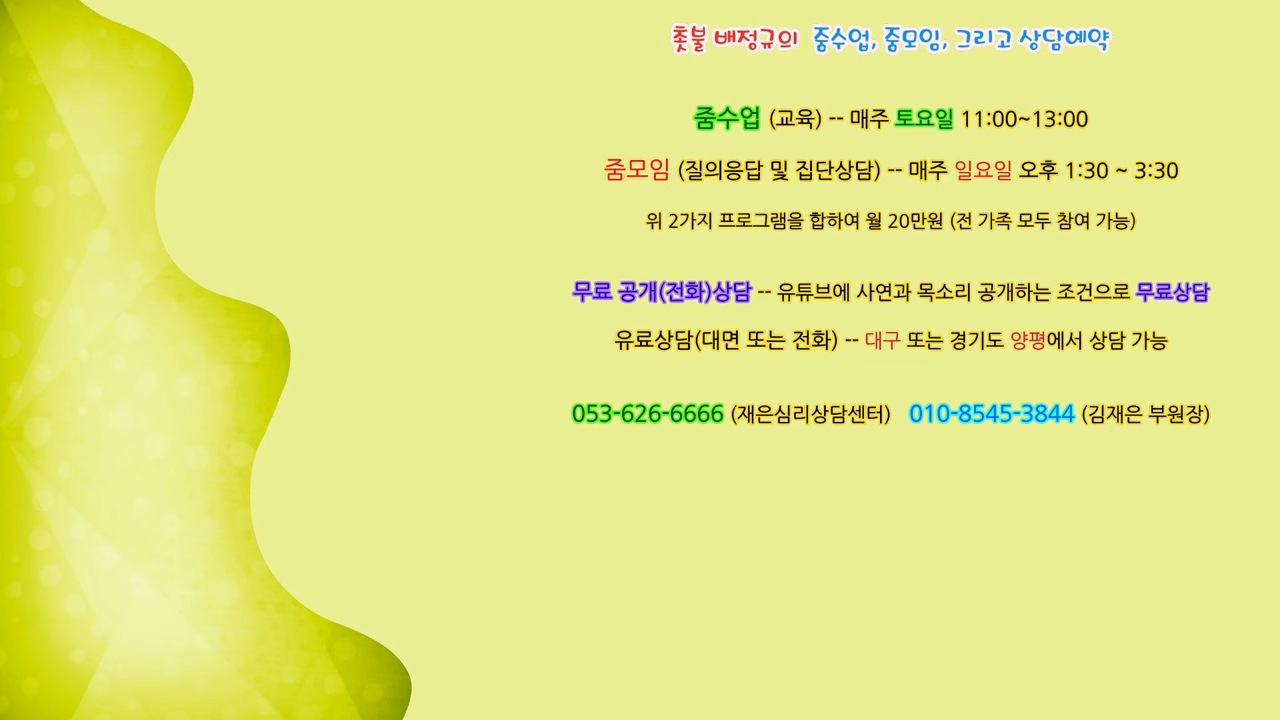 촛불 배정규의 줌수업, 줌모임, 그리고 상담예약
줌수업 (교육) -- 매주 토요일 11:00~13:00
줌모임 (질의응답 및 집단상담) -- 매주 일요일 오후 1:30 ~ 3:30
위 2가지 프로그램을 합하여 월 20만원 (전 가족 모두 참여 가능)
무료 공개(전화)상담 -- 유튜브에 사연과 목소리 공개하는 조건으로 무료상담
유료상담(대면 또는 전화) -- 대구 또는 경기도 양평에서 상담 가능
053-626-6666 (재은심리상담센터) 010-8545-3844 (김재은 부원장)